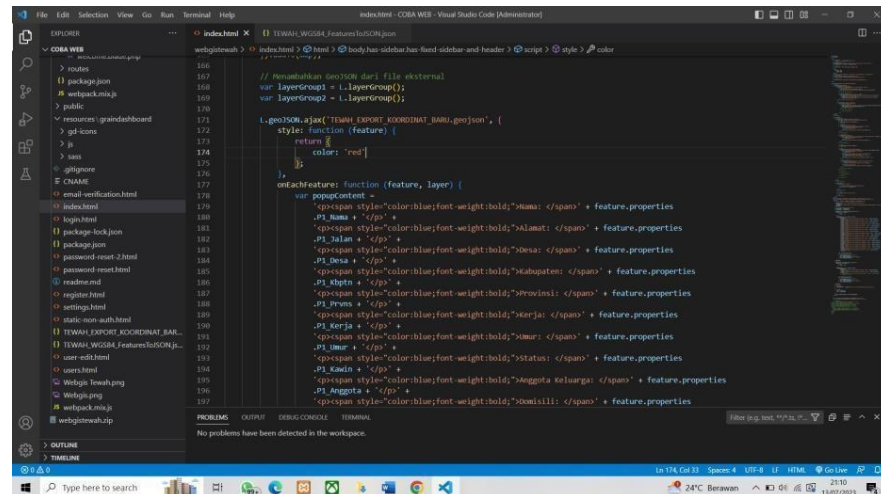 File Edit Selection View Go Run Terminal Help
index.html - COBA WEB - Visual Studio Code [Administrator]
EXPLORER
index.html
TEWAH_WGS84_FeaturesToJSON.json
COBA WEB
webgistewah > index.html > html > body.has-sidebar.has-fixed-sidebar-and-header > script > style > color
welcome.blade.php
routes
package.json
webpack.mix.js
public
resources \ graindashboard
gd-icons
js
sass
.gitignore
CNAME
email-verification.html
index.html
login.html
package-lock.json
package.json
password-reset-2.html
password-reset.html
readme.md
register.html
settings.html
static-non-auth.html
TEWAH_EXPORT_KOORDINAT_BAR...
TEWAH_WGS84_FeaturesToJSON.js...
user-edit.html
users.html
Webgis Tewah.png
Webgis.png
webpack.mix.js
webgistewah.zip
OUTLINE
TIMELINE
166
167 // Menambahkan GeoJSON dari file eksternal
168 var layerGroup1 = L.layerGroup();
169 var layerGroup2 = L.layerGroup();
170
171 L.geoJSON.ajax('TEWAH_EXPORT_KOORDINAT_BARU.geojson', {
172 style: function (feature) {
173 return {
174 color: 'red'
175 };
176 },
177 onEachFeature: function (feature, layer) {
178 var popupContent =
179 '<p><span style="color:blue;font-weight:bold;">Nama: </span>' + feature.properties
180 .P1_Nama + '</p>' +
181 '<p><span style="color:blue;font-weight:bold;">Alamat: </span>' + feature.properties
182 .P1_Jalan + '</p>' +
183 '<p><span style="color:blue;font-weight:bold;">Desa: </span>' + feature.properties
184 .P1_Desa + '</p>' +
185 '<p><span style="color:blue;font-weight:bold;">Kabupaten: </span>' + feature.properties
186 .P1_Kbptn + '</p>' +
187 '<p><span style="color:blue;font-weight:bold;">Provinsi: </span>' + feature.properties
188 .P1_Prvns + '</p>' +
189 '<p><span style="color:blue;font-weight:bold;">Kerja: </span>' + feature.properties
190 .P1_Kerja + '</p>' +
191 '<p><span style="color:blue;font-weight:bold;">Umur: </span>' + feature.properties
192 .P1_Umur + '</p>' +
193 '<p><span style="color:blue;font-weight:bold;">Status: </span>' + feature.properties
194 .P1_Kawin + '</p>' +
195 '<p><span style="color:blue;font-weight:bold;">Anggota Keluarga: </span>' + feature.properties
196 .P1_Anggota + '</p>' +
197 '<p><span style="color:blue;font-weight:bold;">Domisili: </span>' + feature.properties
PROBLEMS OUTPUT DEBUG CONSOLE TERMINAL
Filter (e.g. text, **/*.ts, !*...
No problems have been detected in the workspace.
0 0
Ln 174, Col 33 Spaces: 4 UTF-8 LF HTML Go Live
Type here to search
99+
24°C Berawan
21:10
13/07/2023